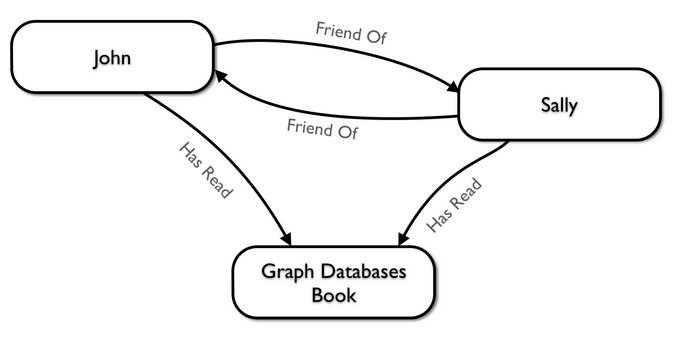 Friend Of
John
Sally
Friend Of
Has Read
Has Read
Graph Databases
Book